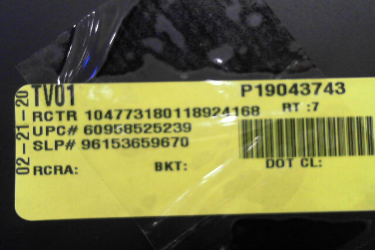 02-21-20
TV01
P19043743
RCTR 104773180118924168
RT :7
UPC# 60958525239
SLP# 96153659670
RCRA:
BKT:
DOT CL: